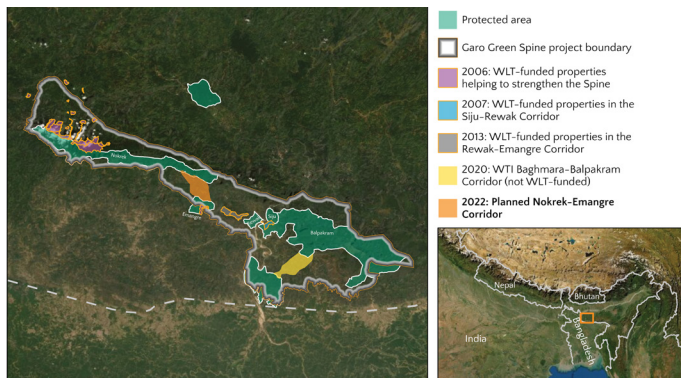 Protected area
Garo Green Spine project boundary
2006: WLT-funded properties
helping to strengthen the Spine
2007: WLT-funded properties in the
Siju-Rewak Corridor
2013: WLT-funded properties in the
Rewak-Emangre Corridor
2020: WTI Baghmara-Balpakram
Corridor (not WLT-funded)
2022: Planned Nokrek-Emangre
Corridor
Nokrek
Emangre
Siju
Balpakram
Nepal
Bhutan
India
Bangladesh